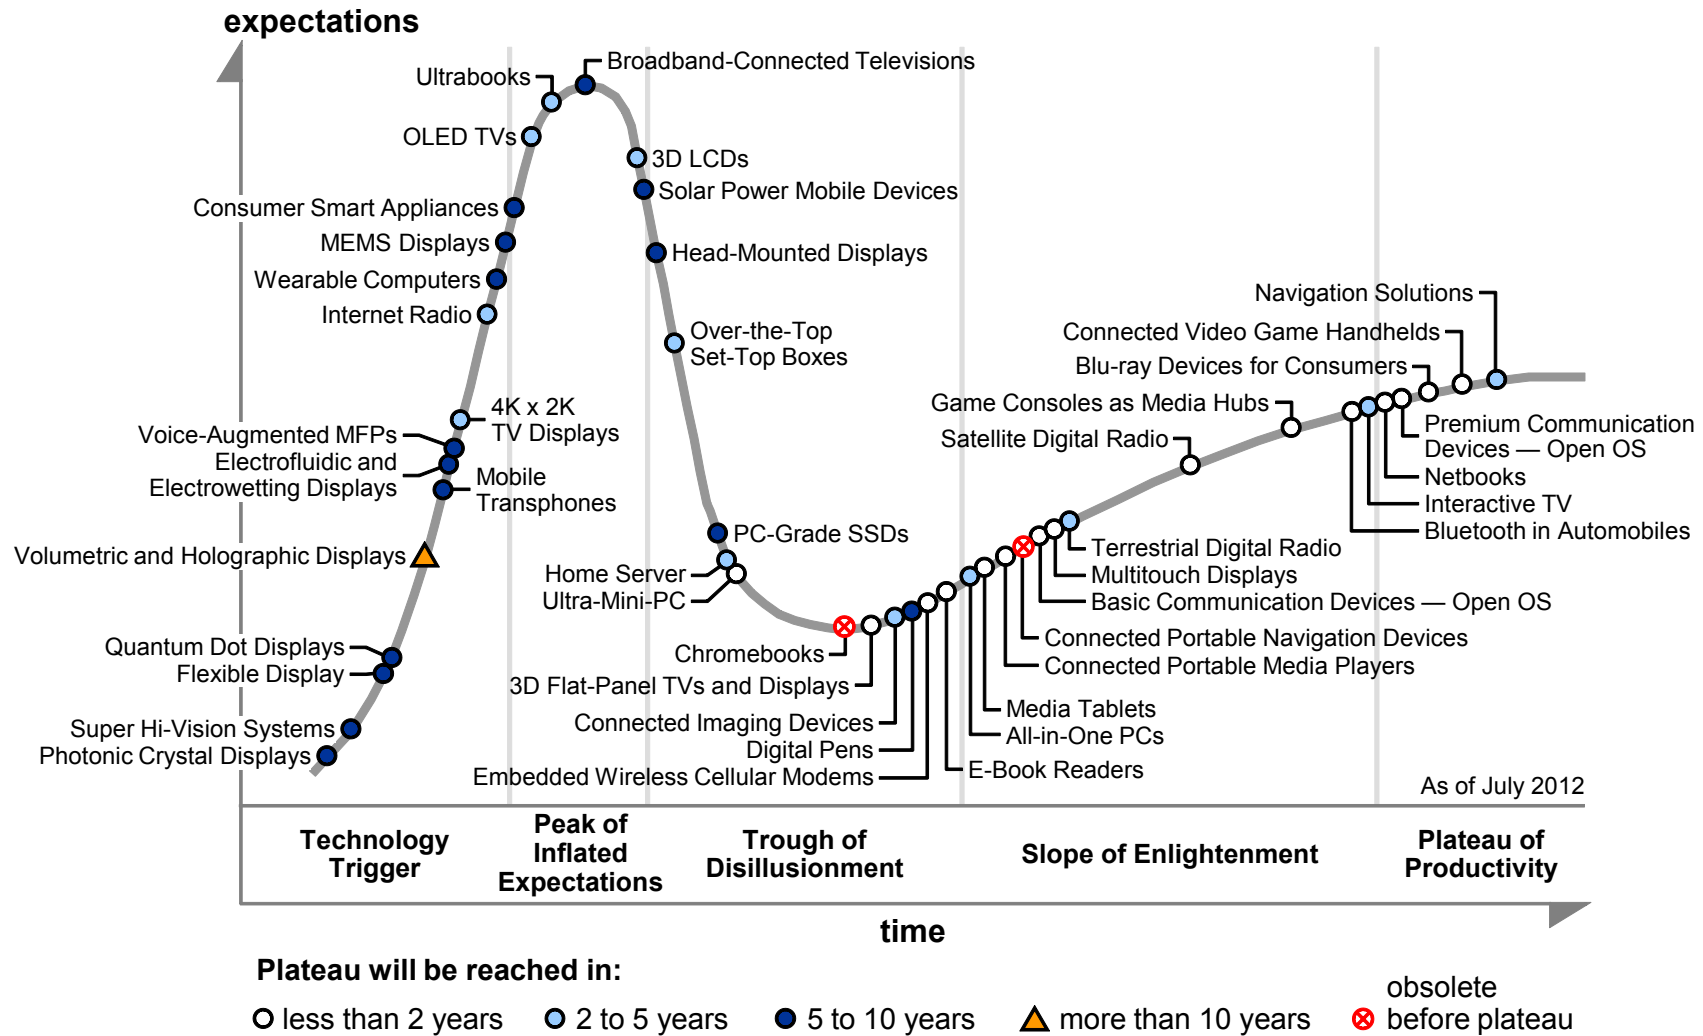 expectations
Broadband-Connected Televisions
Ultrabooks
OLED TVs
3D LCDs
Solar Power Mobile Devices
Consumer Smart Appliances
MEMS Displays
Head-Mounted Displays
Wearable Computers
Internet Radio
Navigation Solutions
Connected Video Game Handhelds
Over-the-Top
Set-Top Boxes
Blu-ray Devices for Consumers
Game Consoles as Media Hubs
4K x 2K
TV Displays
Voice-Augmented MFPs
Electrofluidic and
Electrowetting Displays
Mobile
Transphones
Satellite Digital Radio
Premium Communication
Devices — Open OS
Netbooks
Interactive TV
Bluetooth in Automobiles
PC-Grade SSDs
Volumetric and Holographic Displays
Home Server
Ultra-Mini-PC
Terrestrial Digital Radio
Multitouch Displays
Basic Communication Devices — Open OS
Connected Portable Navigation Devices
Connected Portable Media Players
Quantum Dot Displays
Flexible Display
Chromebooks
3D Flat-Panel TVs and Displays
Connected Imaging Devices
Digital Pens
Embedded Wireless Cellular Modems
Media Tablets
All-in-One PCs
E-Book Readers
Super Hi-Vision Systems
Photonic Crystal Displays
As of July 2012
Technology
Trigger
Peak of
Inflated
Expectations
Trough of
Disillusionment
Slope of Enlightenment
Plateau of
Productivity
time
Plateau will be reached in:
less than 2 years
2 to 5 years
5 to 10 years
more than 10 years
obsolete
before plateau